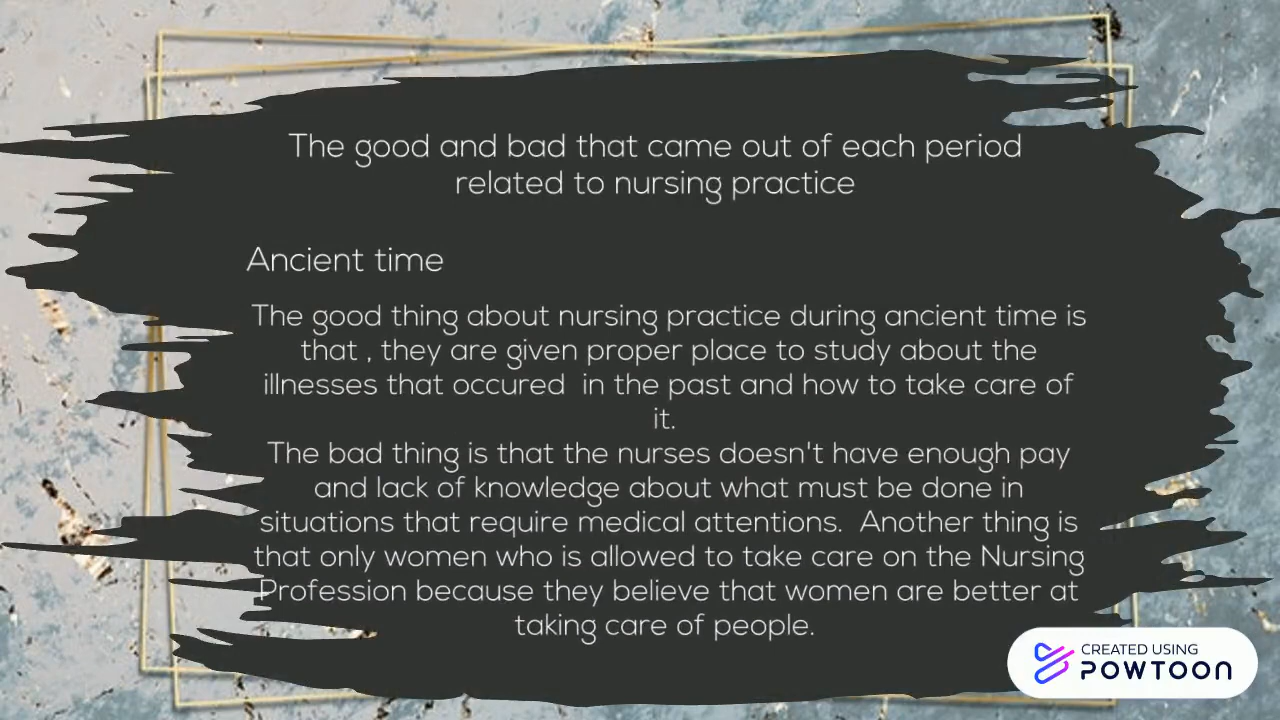 The good and bad that came out of each period
related to nursing practice
Ancient time
The good thing about nursing practice during ancient time is
that , they are given proper place to study about the
illnesses that occured  in the past and how to take care of
it.
The bad thing is that the nurses doesn't have enough pay
and lack of knowledge about what must be done in
situations that require medical attentions.  Another thing is
that only women who is allowed to take care on the Nursing
Profession because they believe that women are better at
taking care of people.
CREATED USING
POWTOON